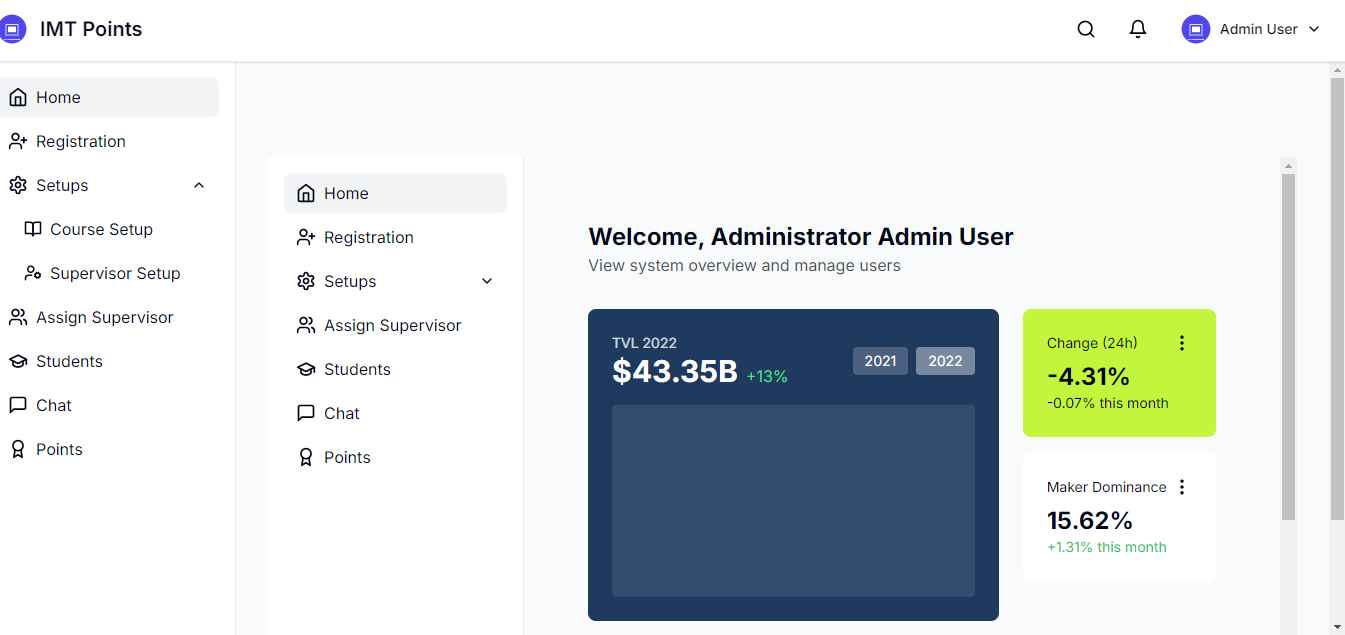 IMT Points
Admin User
Home
Registration
Setups
Course Setup
Supervisor Setup
Assign Supervisor
Students
Chat
Points
Home
Registration
Setups
Assign Supervisor
Students
Chat
Points
Welcome, Administrator Admin User
View system overview and manage users
TVL 2022
$43.35B +13%
2021 2022
Change (24h)
-4.31%
-0.07% this month
Maker Dominance
15.62%
+1.31% this month